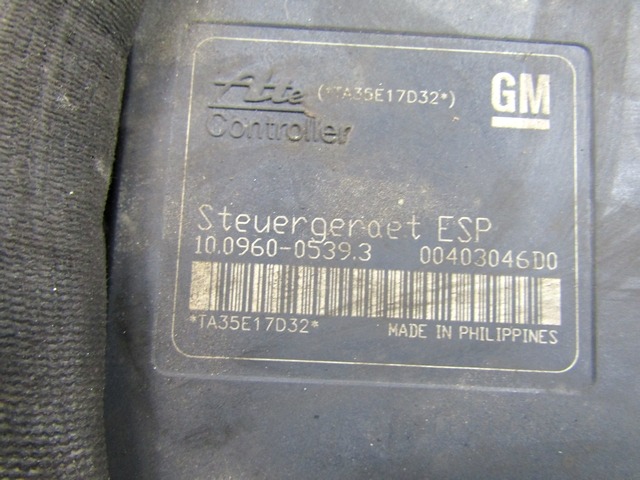 Ate (*TA35E17D32*) GM
Controller
Steuergeraet ESP
10.0960-0539.3 00403046D0
*TA35E17D32* MADE IN PHILIPPINES